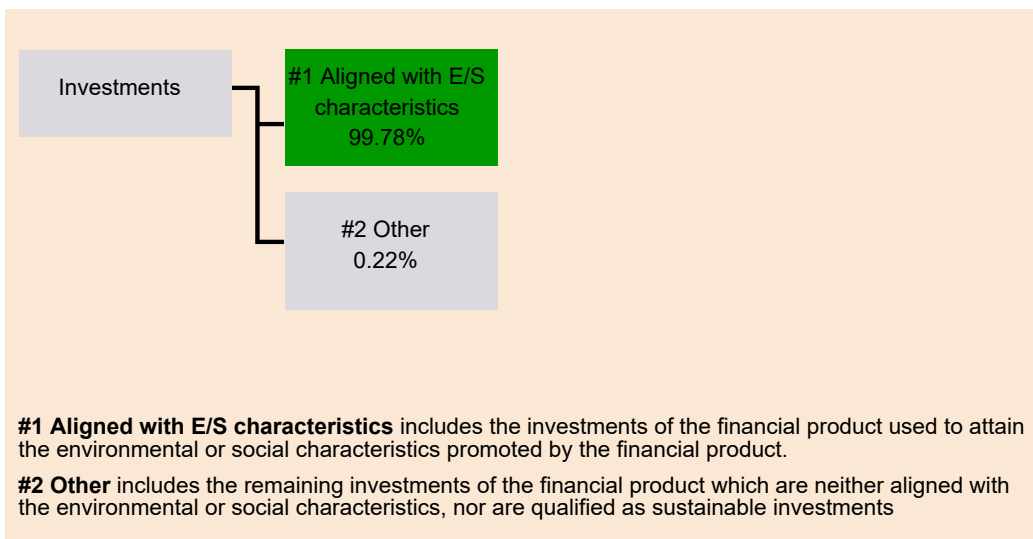 Investments
#1 Aligned with E/S
characteristics
99.78%
#2 Other
0.22%
#1 Aligned with E/S characteristics includes the investments of the financial product used to attain
the environmental or social characteristics promoted by the financial product.
#2 Other includes the remaining investments of the financial product which are neither aligned with
the environmental or social characteristics, nor are qualified as sustainable investments